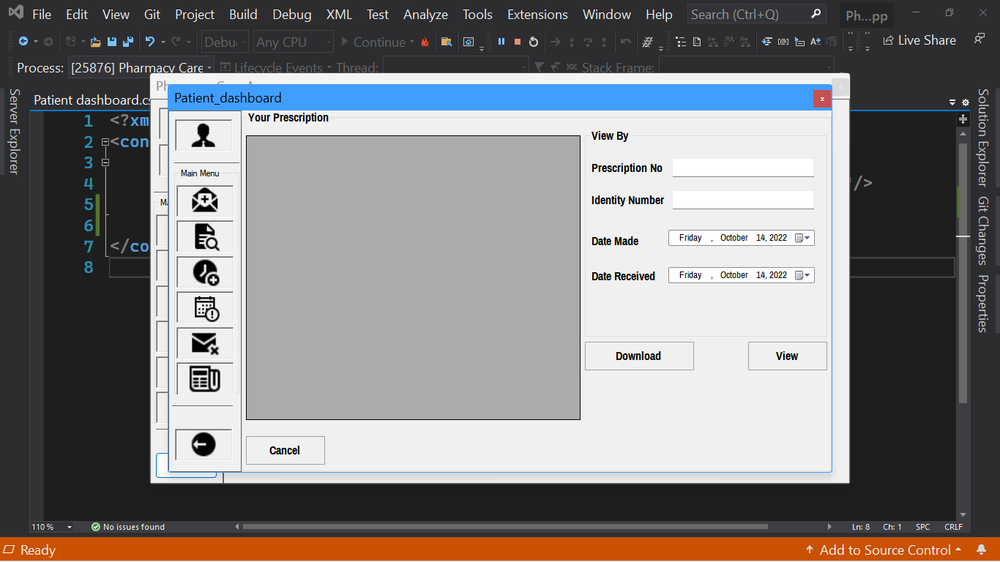 File Edit View Git Project Build Debug XML Test Analyze Tools Extensions Window Help Search (Ctrl+Q) Ph...pp
Debu Any CPU Continue Live Share
Process: [25876] Pharmacy Care Lifecycle Events Thread: Stack Frame:
Patient dashboard.cs
Server Explorer
Solution Explorer
Git Changes
Properties
1 <?xm
2 <con
3
4 "/>
5
6
7 </co
8
Patient_dashboard x
Your Prescription
Main Menu
View By
Prescription No
Identity Number
Date Made Friday , October 14, 2022
Date Received Friday , October 14, 2022
Download View
Cancel
110 % No issues found Ln: 8 Ch: 1 SPC CRLF
Ready Add to Source Control